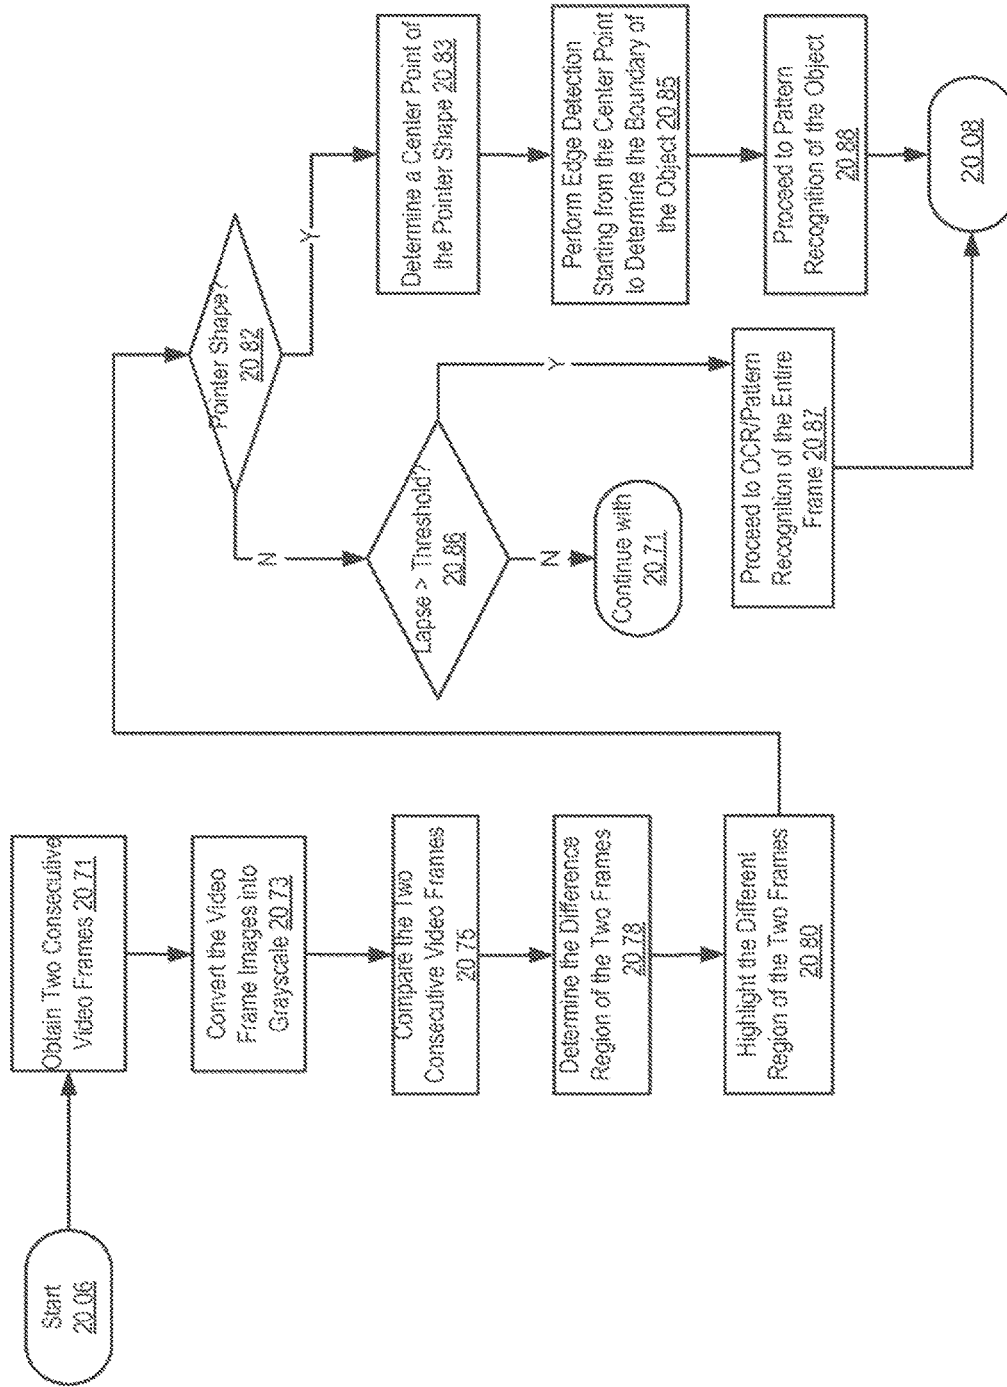 Start
20.06
Obtain Two Consecutive
Video Frames 20.71
Convert the Video
Frame Images into
Grayscale 20.73
Compare the Two
Consecutive Video Frames
20.75
Determine the Difference
Region of the Two Frames
20.78
Highlight the Different
Region of the Two Frames
20.80
Pointer Shape?
20.82
N
Y
Lapse > Threshold?
20.86
N
Y
Continue with
20.71
Determine a Center Point of
the Pointer Shape 20.83
Perform Edge Detection
Starting from the Center Point
to Determine the Boundary of
the Object 20.85
Proceed to Pattern
Recognition of the Object
20.88
Proceed to OCR/Pattern
Recognition of the Entire
Frame 20.87
20.08